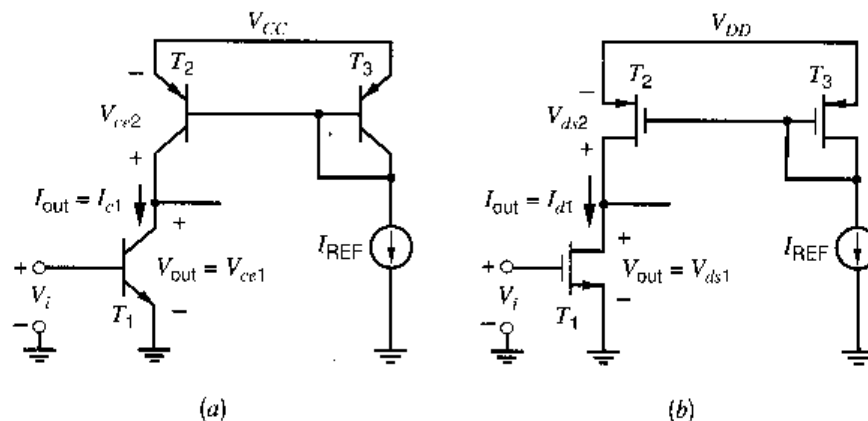 V_CC
T_2
T_3
−
V_ce2
+
I_out = I_c1
+
I_REF
+
V_i
−
V_out = V_ce1
T_1
−
(a)
V_DD
T_2
T_3
−
V_ds2
+
I_out = I_d1
+
I_REF
+
V_i
−
V_out = V_ds1
T_1
−
(b)